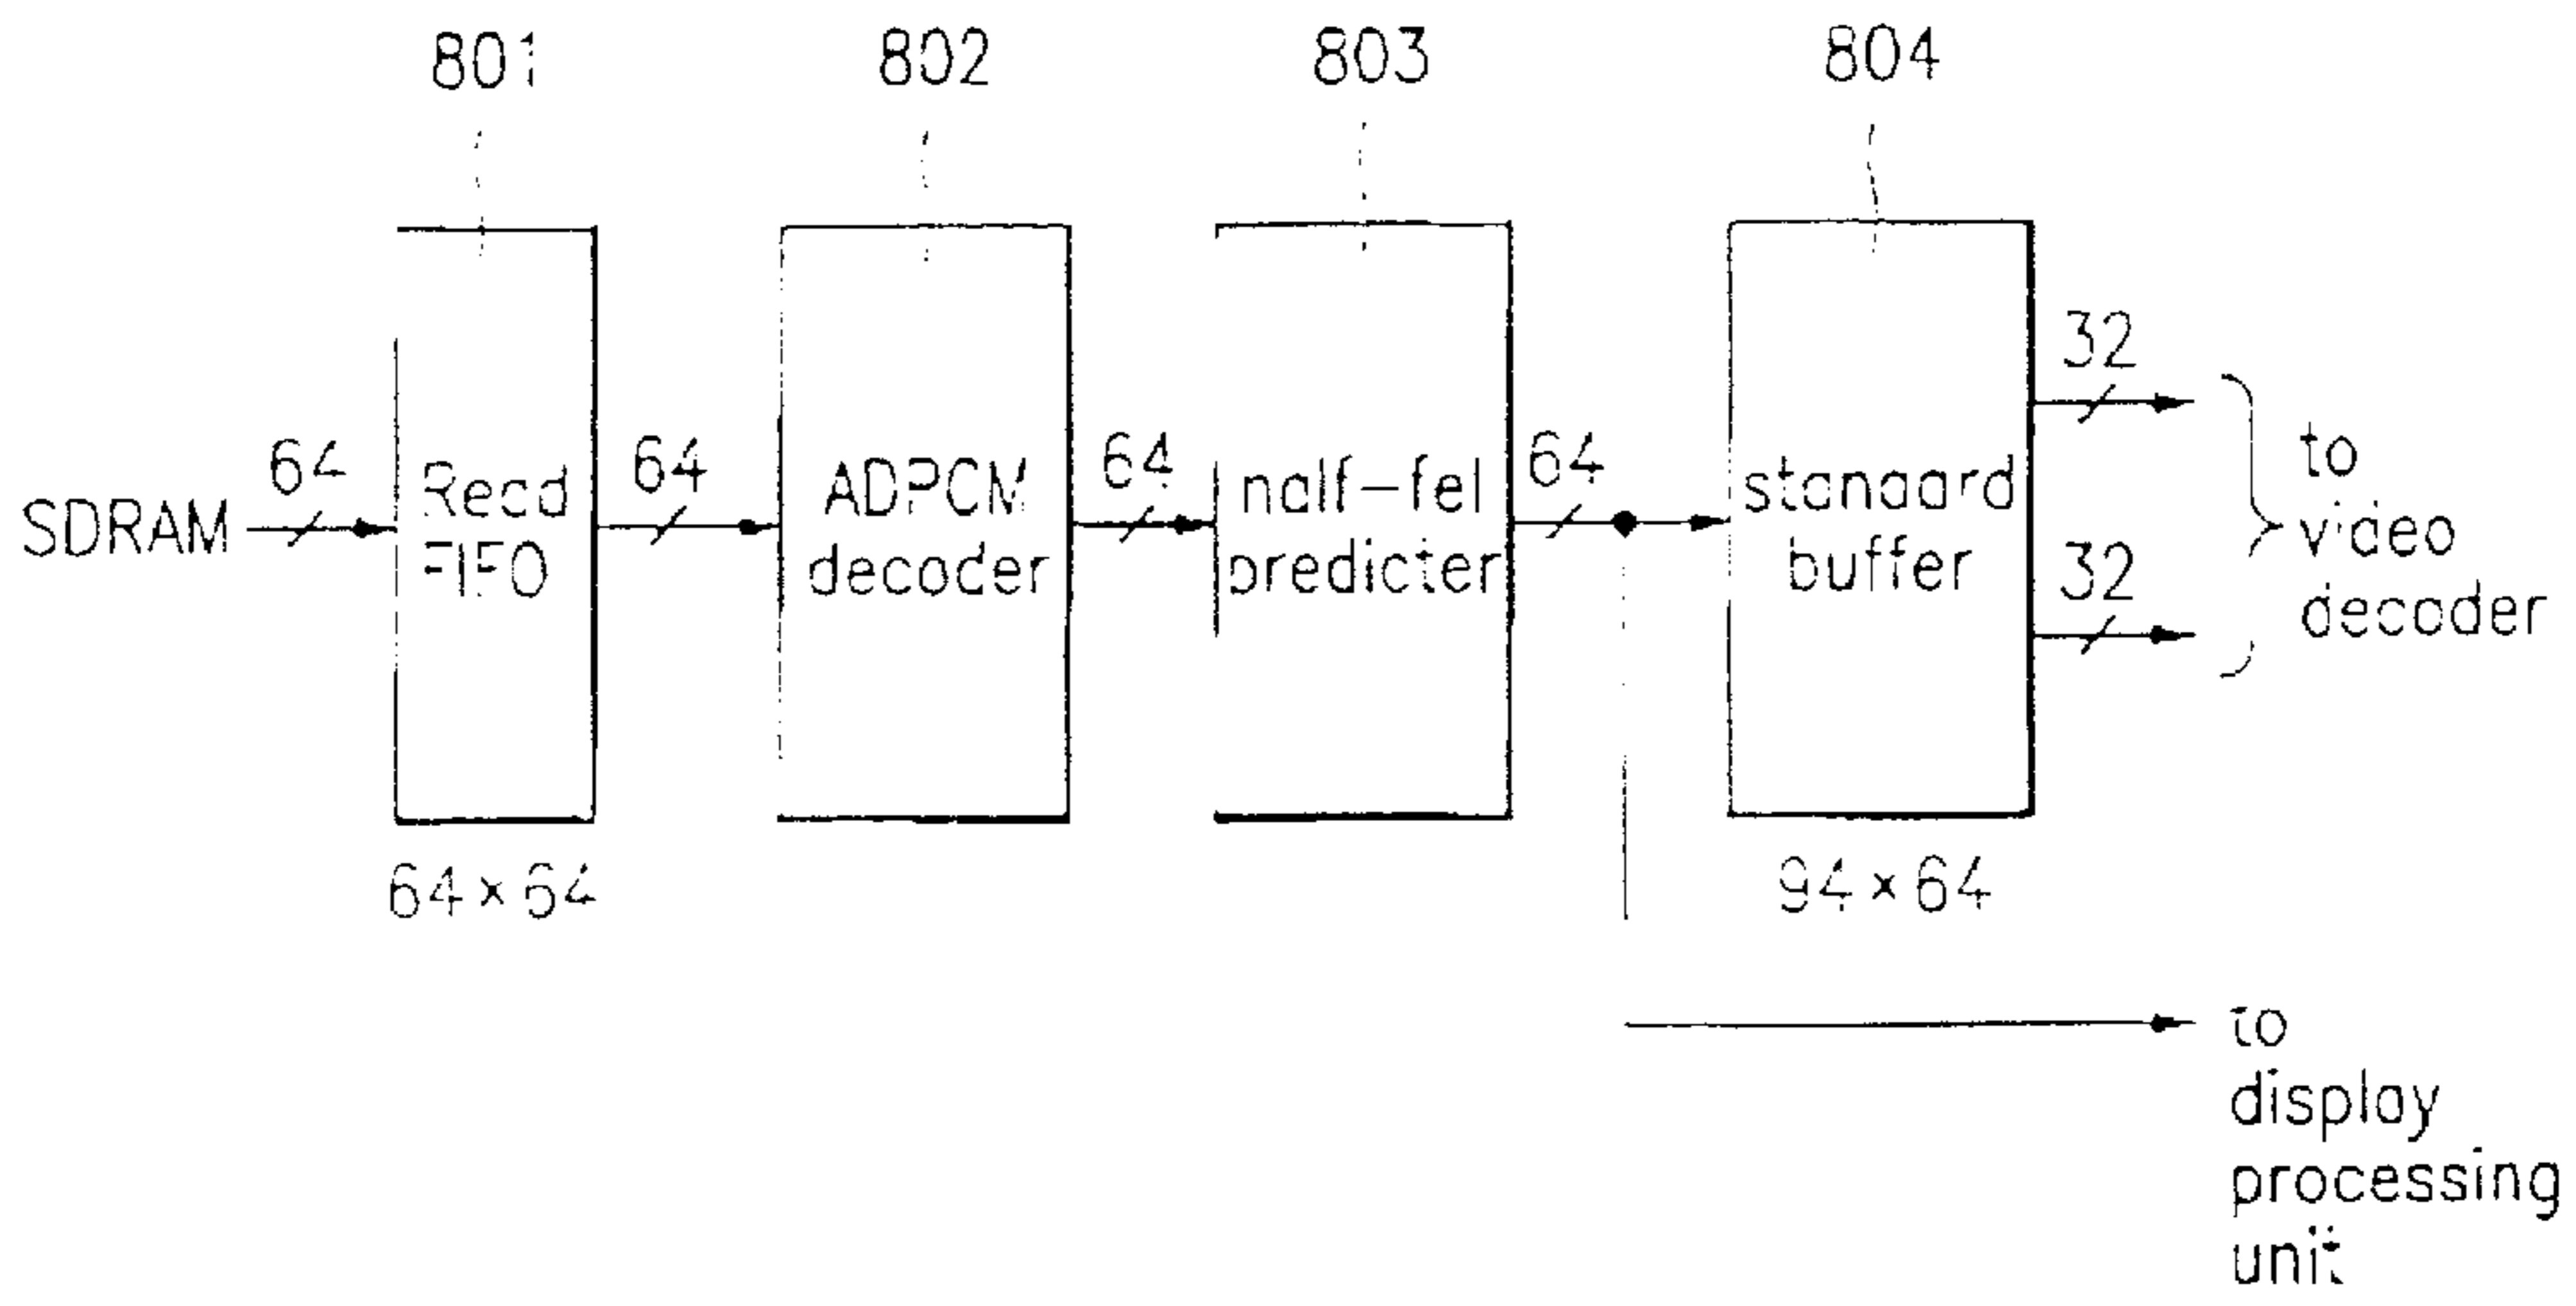 801
802
803
804
SDRAM
64
Read
FIFO
64
ADPCM
decoder
64
half-fel
predicter
64
standard
buffer
32
32
to
video
decoder
64×64
94×64
to
display
processing
unit